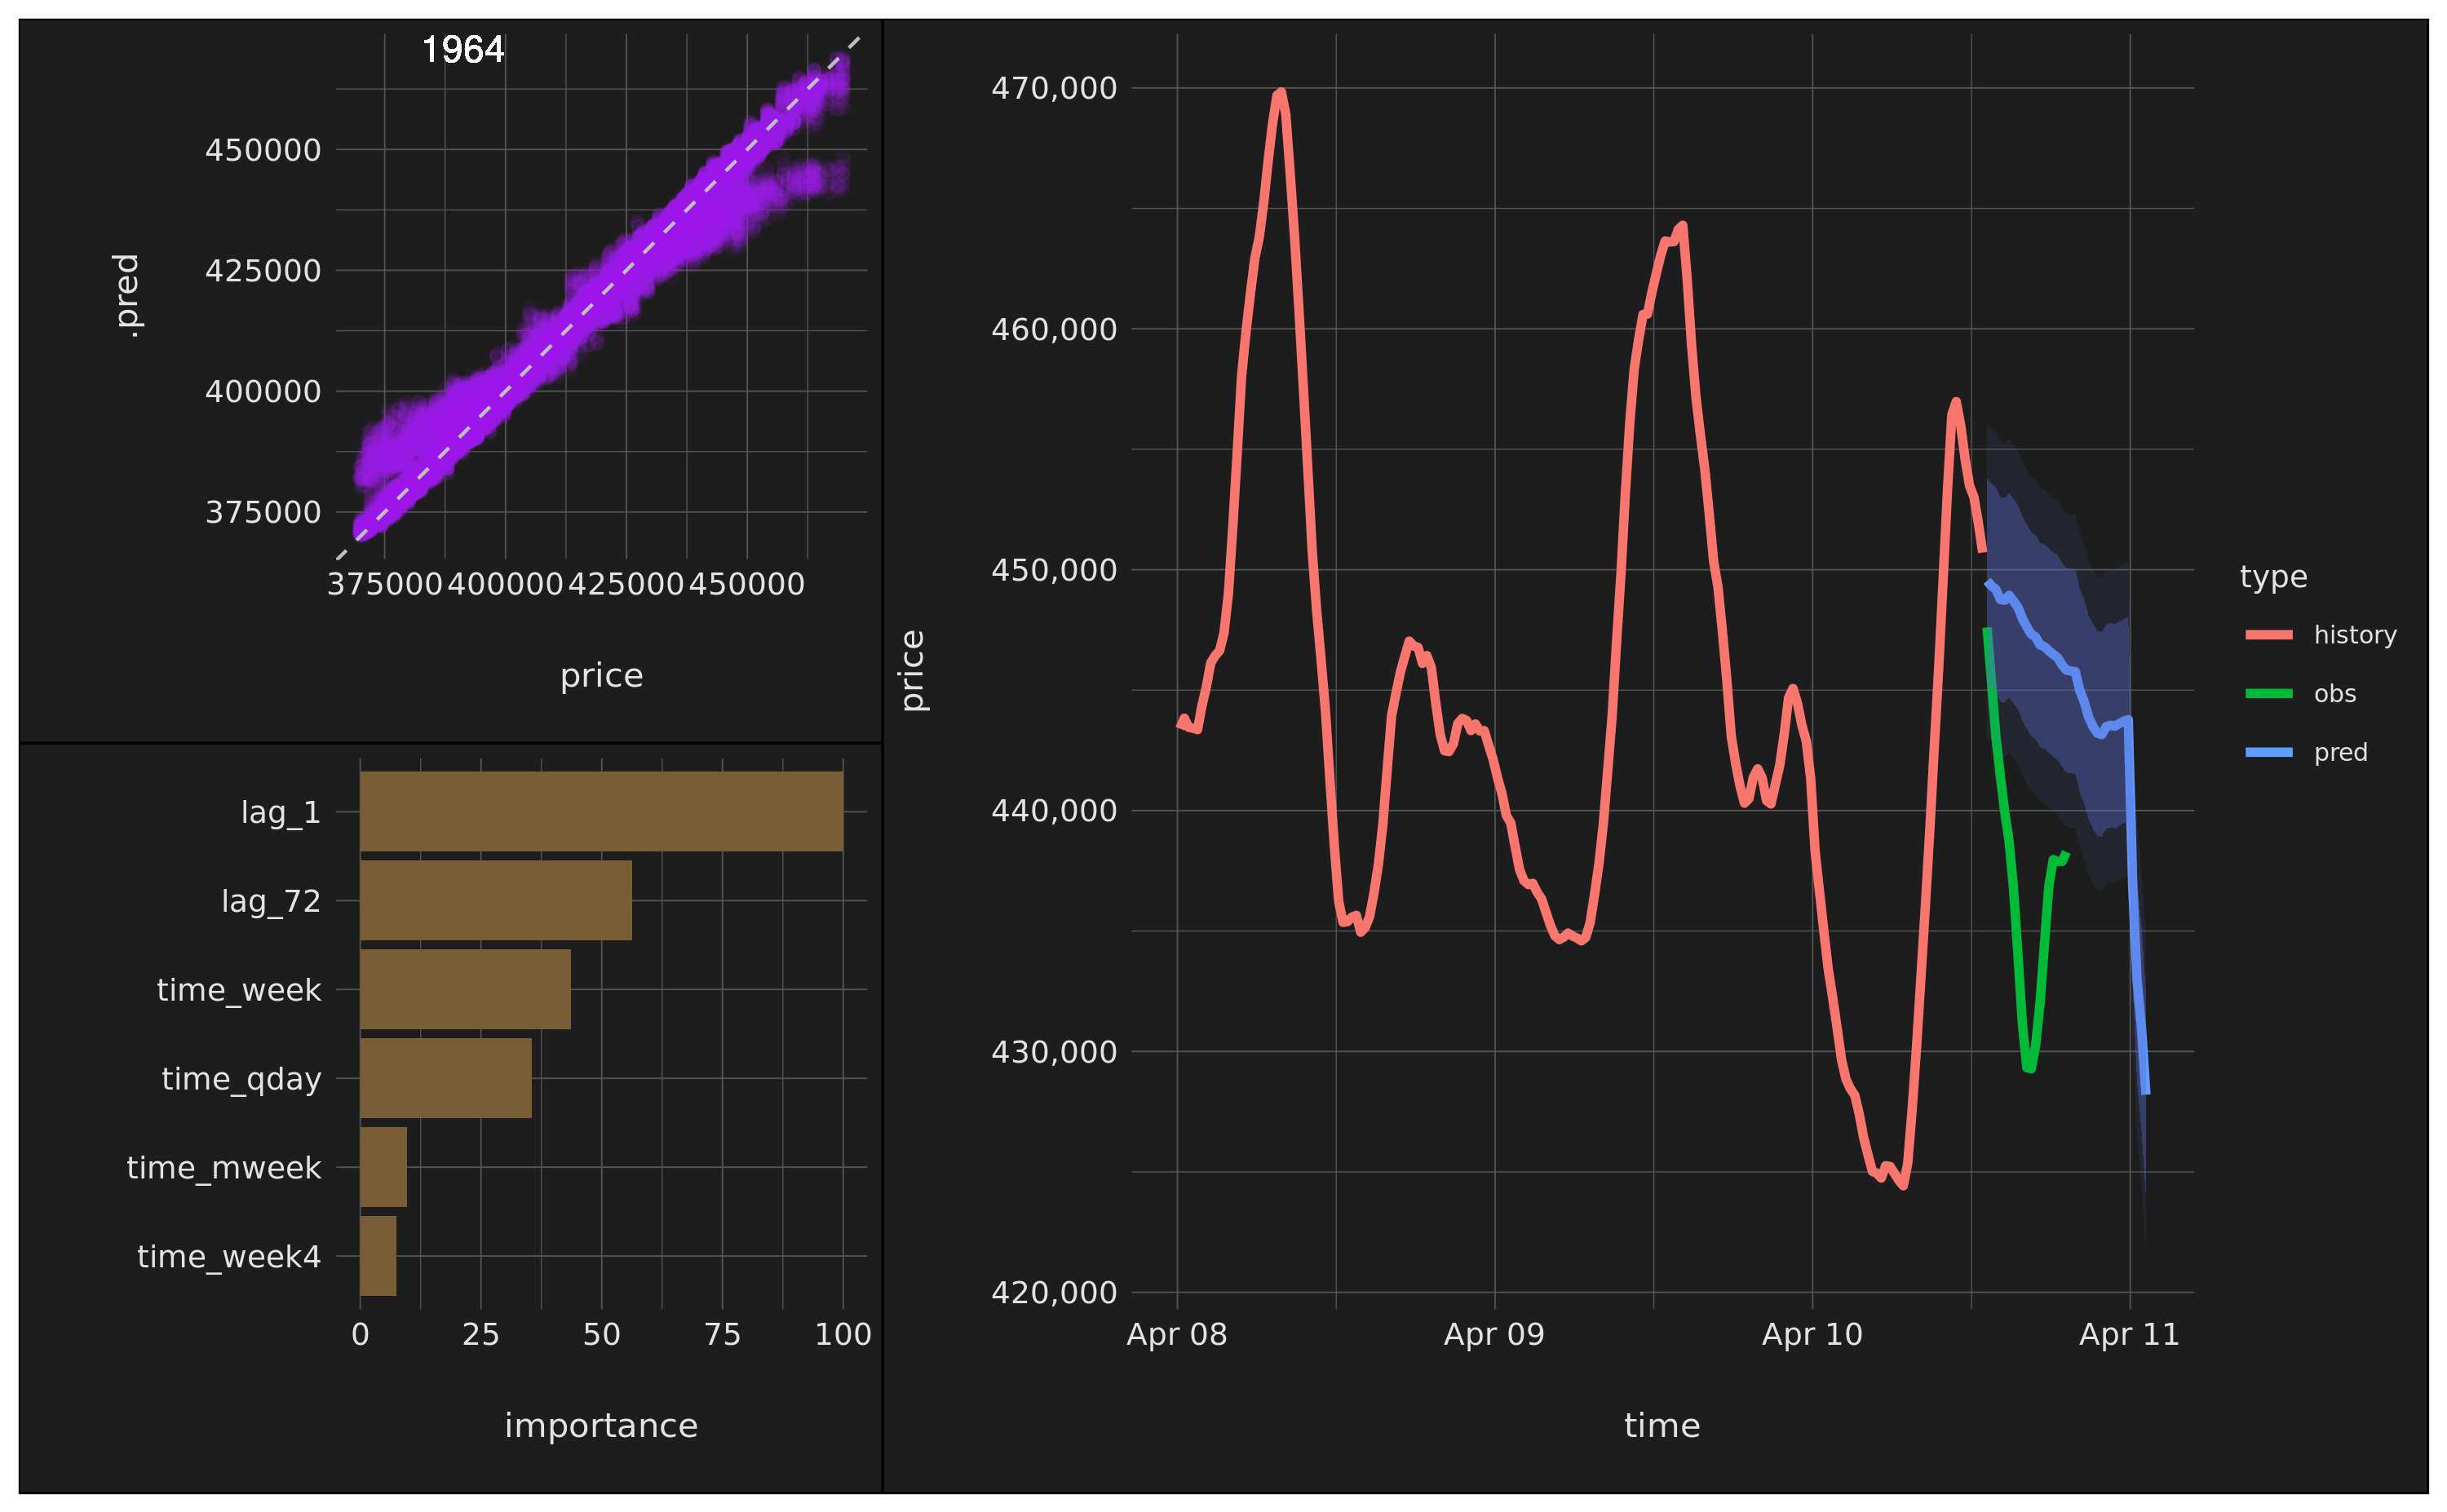 1964
.pred
450000
425000
400000
375000
375000 400000 425000 450000
price
lag_1
lag_72
time_week
time_qday
time_mweek
time_week4
0 25 50 75 100
importance
price
470,000
460,000
450,000
440,000
430,000
420,000
Apr 08 Apr 09 Apr 10 Apr 11
time
type
history
obs
pred